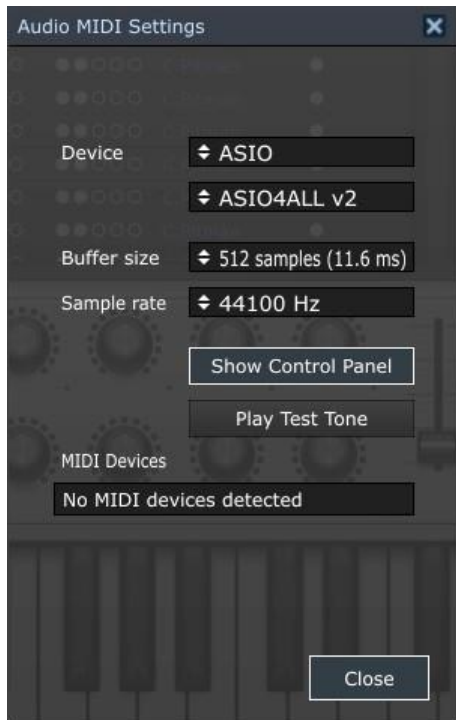 Audio MIDI Settings
Device
ASIO
ASIO4ALL v2
Buffer size
512 samples (11.6 ms)
Sample rate
44100 Hz
Show Control Panel
Play Test Tone
MIDI Devices
No MIDI devices detected
Close